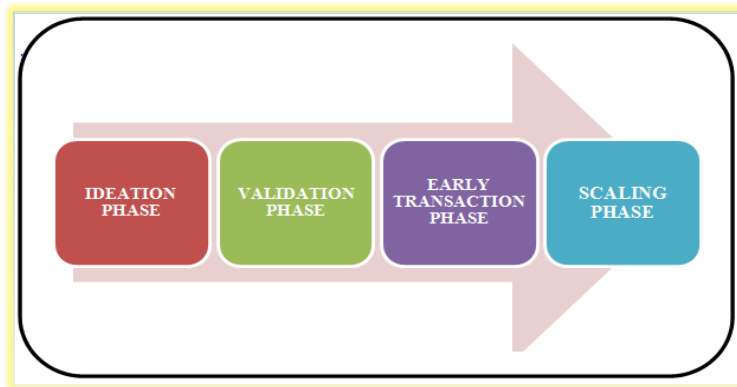 IDEATION
PHASE
VALIDATION
PHASE
EARLY
TRANSACTION
PHASE
SCALING
PHASE